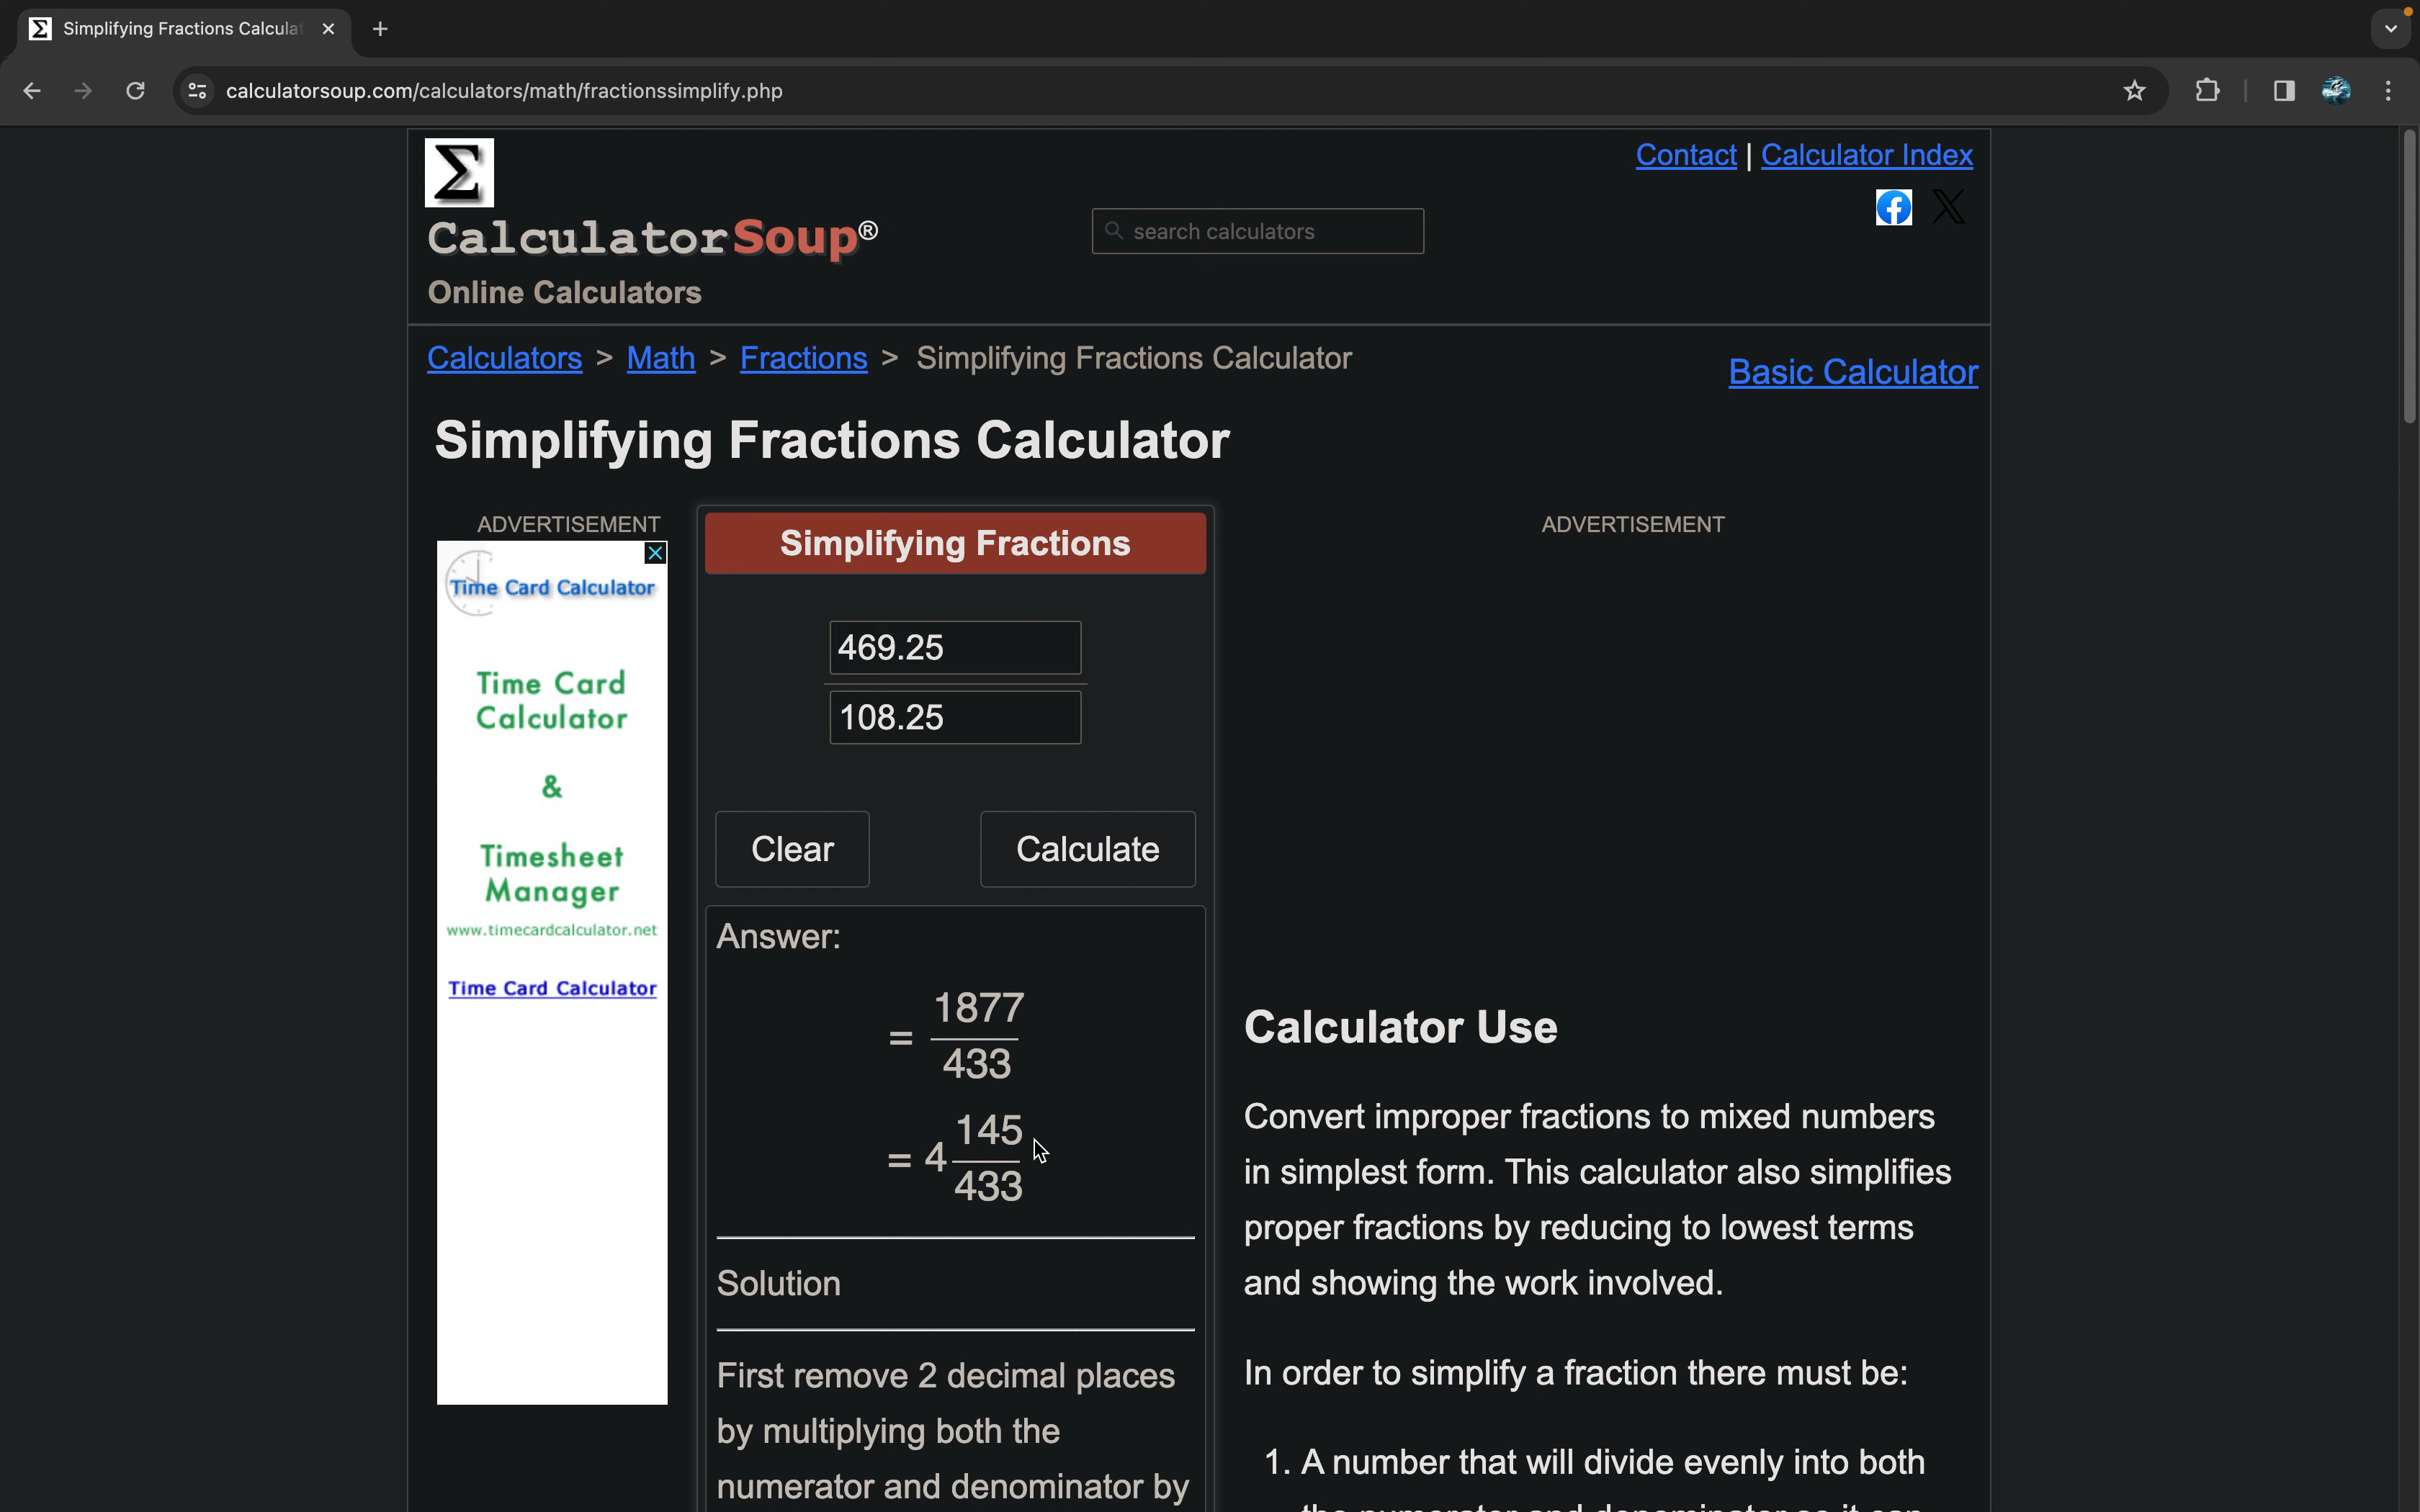 Simplifying Fractions Calculat
calculatorsoup.com/calculators/math/fractionssimplify.php
Contact | Calculator Index
CalculatorSoup®
search calculators
Online Calculators
Calculators > Math > Fractions > Simplifying Fractions Calculator
Basic Calculator
Simplifying Fractions Calculator
ADVERTISEMENT
Time Card Calculator
Time Card
Calculator
&
Timesheet
Manager
www.timecardcalculator.net
Time Card Calculator
Simplifying Fractions
469.25
108.25
Clear
Calculate
Answer:
= 1877
433
= 4 145
433
Solution
First remove 2 decimal places
by multiplying both the
numerator and denominator by
ADVERTISEMENT
Calculator Use
Convert improper fractions to mixed numbers
in simplest form. This calculator also simplifies
proper fractions by reducing to lowest terms
and showing the work involved.
In order to simplify a fraction there must be:
1. A number that will divide evenly into both